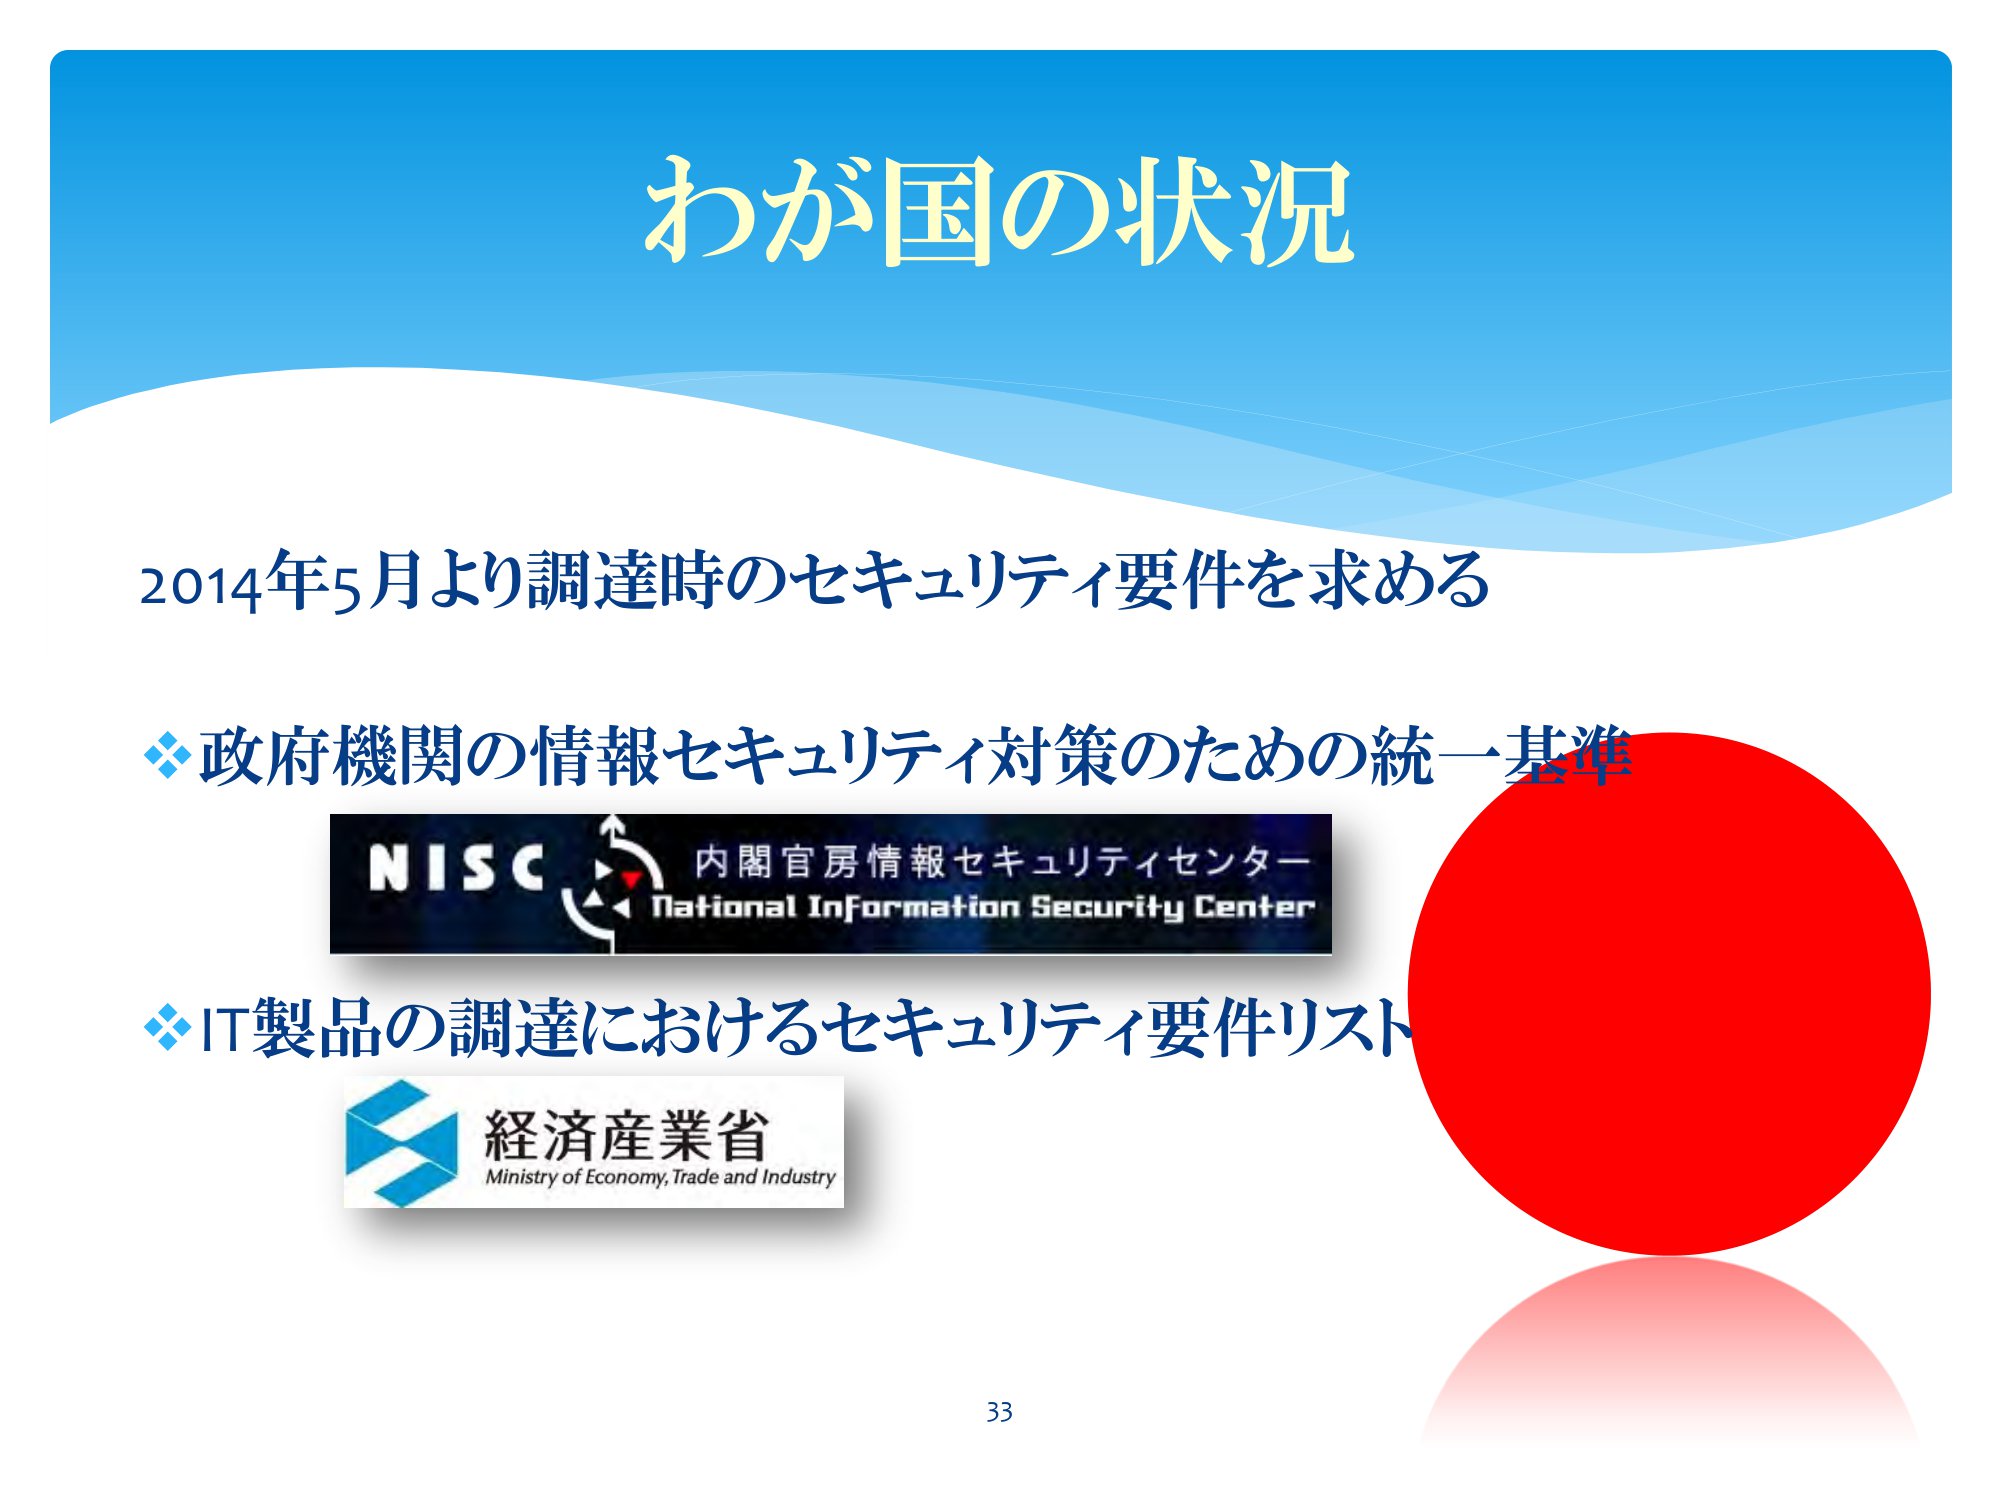 わが国の状況
2014年5月より調達時のセキュリティ要件を求める
❖政府機関の情報セキュリティ対策のための統一基準
NISC 内閣官房情報セキュリティセンター
National Information Security Center
❖IT製品の調達におけるセキュリティ要件リスト
経済産業省
Ministry of Economy, Trade and Industry
33